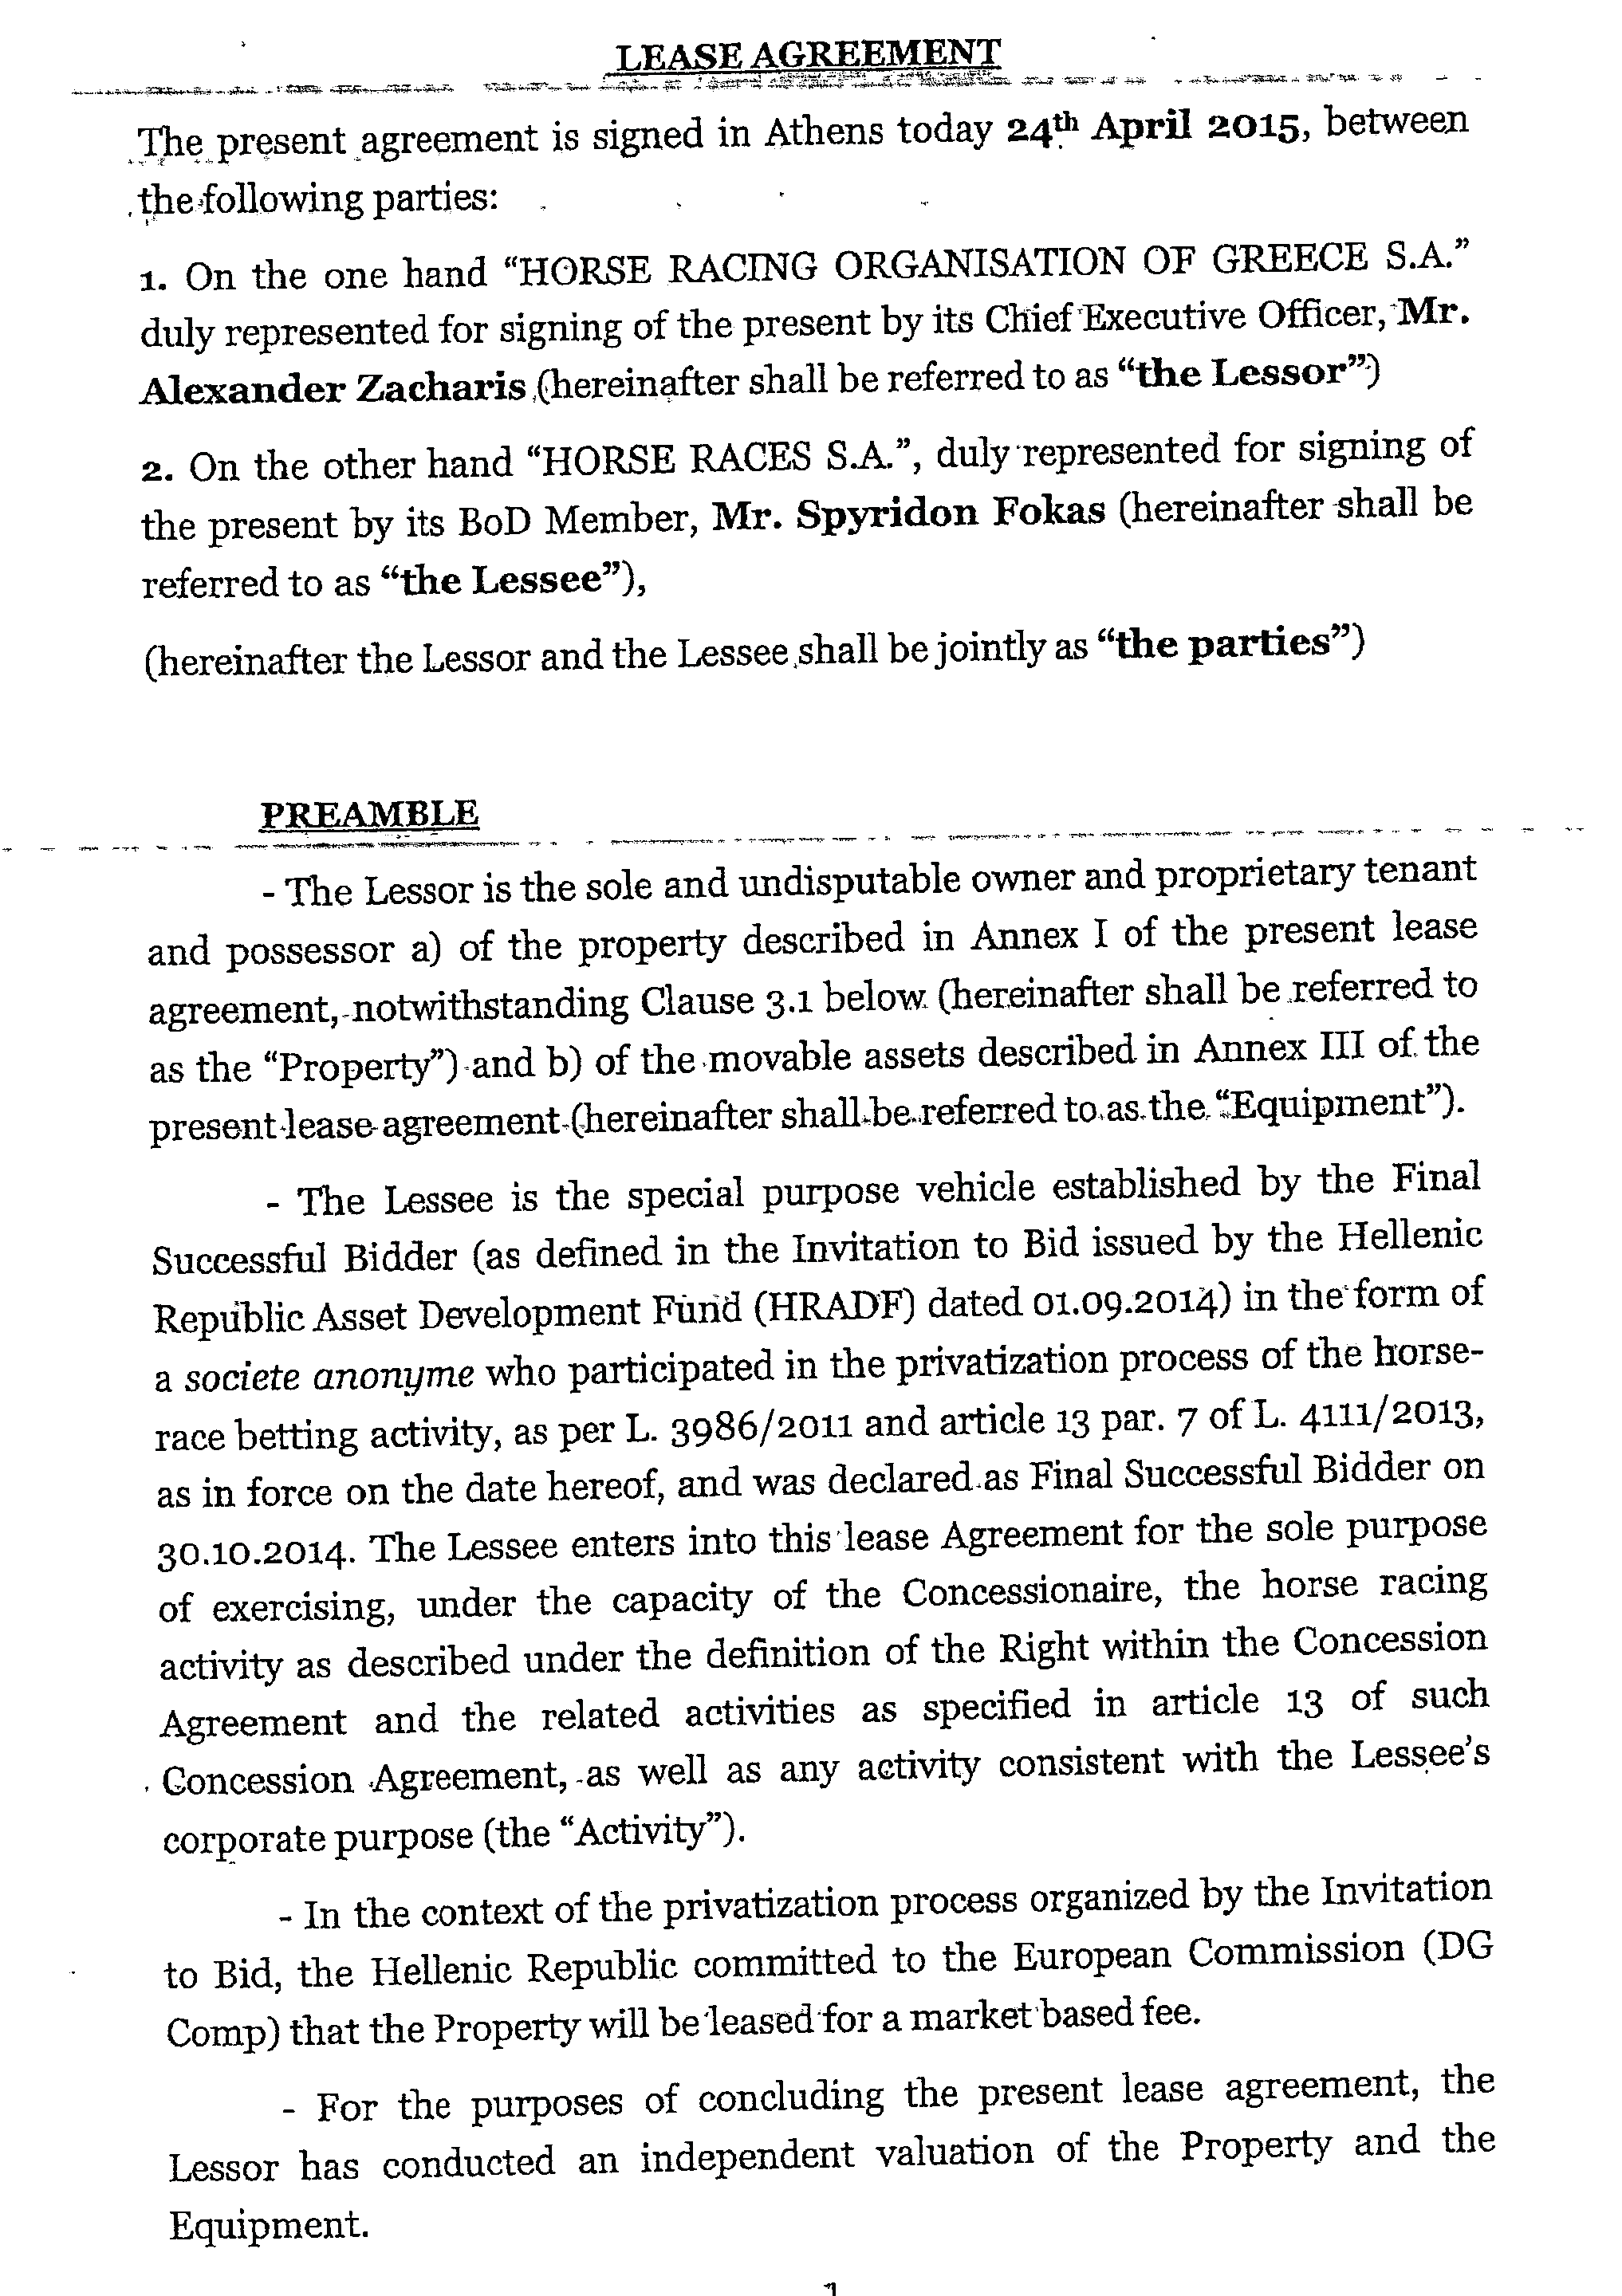 LEASE AGREEMENT
The present agreement is signed in Athens today 24th April 2015, between
the following parties:
1. On the one hand “HORSE RACING ORGANISATION OF GREECE S.A.”
duly represented for signing of the present by its Chief Executive Officer, Mr.
Alexander Zacharis (hereinafter shall be referred to as “the Lessor”)
2. On the other hand “HORSE RACES S.A.”, duly represented for signing of
the present by its BoD Member, Mr. Spyridon Fokas (hereinafter shall be
referred to as “the Lessee”),
(hereinafter the Lessor and the Lessee shall be jointly as “the parties”)
PREAMBLE
- The Lessor is the sole and undisputable owner and proprietary tenant
and possessor a) of the property described in Annex I of the present lease
agreement, notwithstanding Clause 3.1 below (hereinafter shall be referred to
as the “Property”) and b) of the movable assets described in Annex III of the
present lease agreement (hereinafter shall be referred to as the “Equipment”).
- The Lessee is the special purpose vehicle established by the Final
Successful Bidder (as defined in the Invitation to Bid issued by the Hellenic
Republic Asset Development Fund (HRADF) dated 01.09.2014) in the form of
a societe anonyme who participated in the privatization process of the horse-
race betting activity, as per L. 3986/2011 and article 13 par. 7 of L. 4111/2013,
as in force on the date hereof, and was declared as Final Successful Bidder on
30.10.2014. The Lessee enters into this lease Agreement for the sole purpose
of exercising, under the capacity of the Concessionaire, the horse racing
activity as described under the definition of the Right within the Concession
Agreement and the related activities as specified in article 13 of such
Concession Agreement, as well as any activity consistent with the Lessee’s
corporate purpose (the “Activity”).
- In the context of the privatization process organized by the Invitation
to Bid, the Hellenic Republic committed to the European Commission (DG
Comp) that the Property will be leased for a market based fee.
- For the purposes of concluding the present lease agreement, the
Lessor has conducted an independent valuation of the Property and the
Equipment.
1